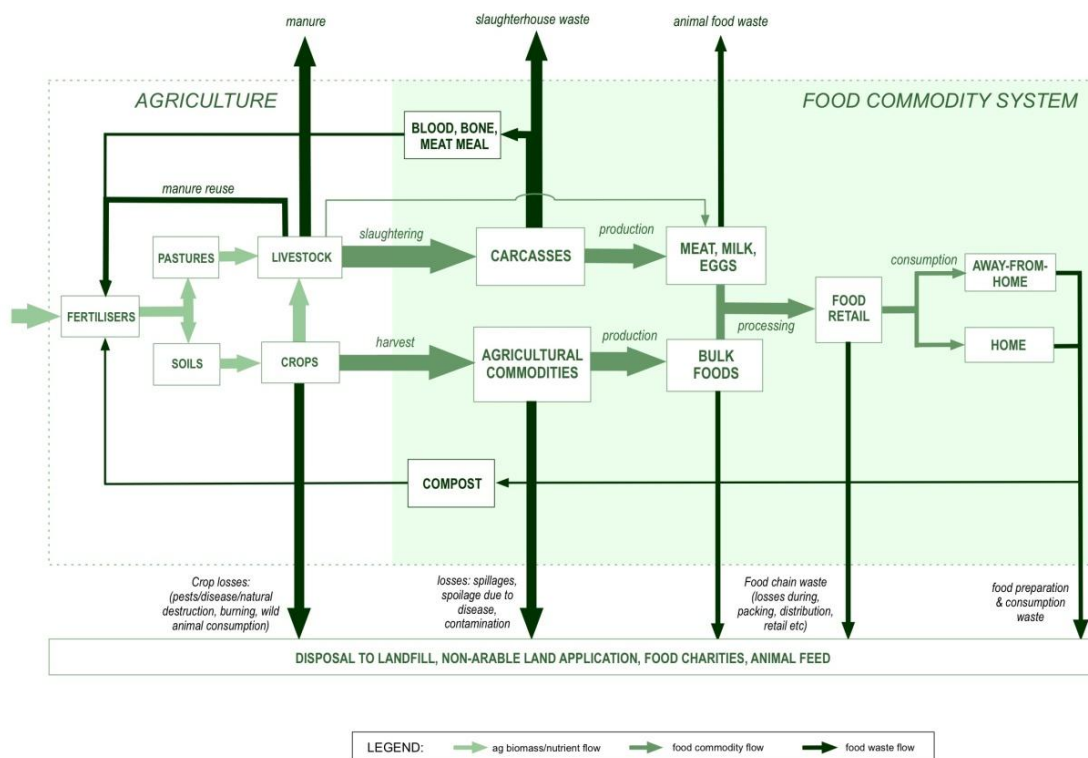 manure
slaughterhouse waste
animal food waste
AGRICULTURE
FOOD COMMODITY SYSTEM
BLOOD, BONE,
MEAT MEAL
manure reuse
slaughtering
production
PASTURES
LIVESTOCK
CARCASSES
MEAT, MILK,
EGGS
consumption
AWAY-FROM-
HOME
FERTILISERS
FOOD
RETAIL
processing
harvest
production
SOILS
CROPS
AGRICULTURAL
COMMODITIES
BULK
FOODS
HOME
COMPOST
Crop losses:
(pests/disease/natural
destruction, burning, wild
animal consumption)
losses: spillages,
spoilage due to
disease,
contamination
Food chain waste
(losses during,
packing, distribution,
retail etc)
food preparation
& consumption
waste
DISPOSAL TO LANDFILL, NON-ARABLE LAND APPLICATION, FOOD CHARITIES, ANIMAL FEED
LEGEND:
ag biomass/nutrient flow
food commodity flow
food waste flow